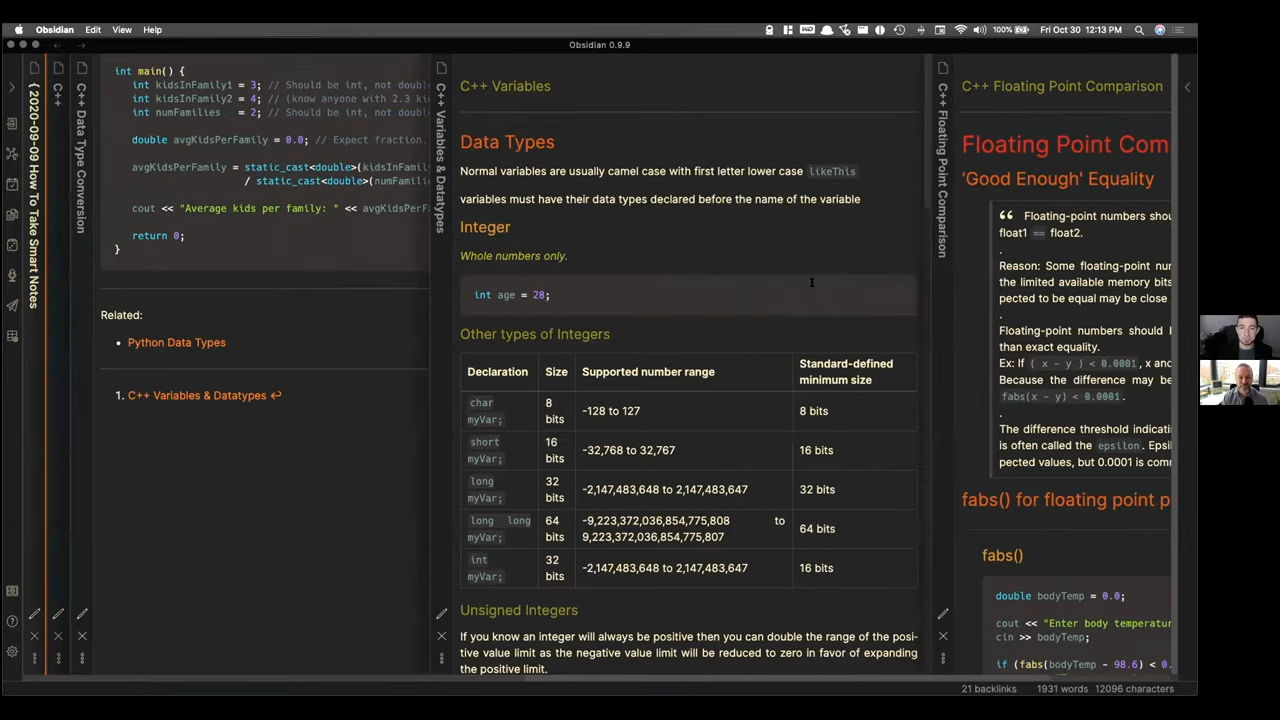 Obsidian Edit View Help
100% Fri Oct 30 12:13 PM
Obsidian 0.9.9
{ 2020-09-09 How To Take Smart Notes
C++
C++ Data Type Conversion
int main() {
int kidsInFamily1 = 3; // Should be int, not double
int kidsInFamily2 = 4; // (know anyone with 2.3 ki
int numFamilies = 2; // Should be int, not double
double avgKidsPerFamily = 0.0; // Expect fraction,
avgKidsPerFamily = static_cast<double>(kidsInFamily
/ static_cast<double>(numFamilie
cout << "Average kids per family: " << avgKidsPerFa
return 0;
}
Related:
• Python Data Types
1. C++ Variables & Datatypes ↩
C++ Variables & Datatypes
C++ Variables
Data Types
Normal variables are usually camel case with first letter lower case likeThis
variables must have their data types declared before the name of the variable
Integer
Whole numbers only.
int age = 28;
Other types of Integers
Declaration Size Supported number range Standard-defined minimum size
char myVar; 8 bits -128 to 127 8 bits
short myVar; 16 bits -32,768 to 32,767 16 bits
long myVar; 32 bits -2,147,483,648 to 2,147,483,647 32 bits
long long myVar; 64 bits -9,223,372,036,854,775,808 to 9,223,372,036,854,775,807 64 bits
int myVar; 32 bits -2,147,483,648 to 2,147,483,647 16 bits
Unsigned Integers
If you know an integer will always be positive then you can double the range of the posi-
tive value limit as the negative value limit will be reduced to zero in favor of expanding
the positive limit.
C++ Floating Point Comparison
C++ Floating Point Comparison
Floating Point Com
'Good Enough' Equality
Floating-point numbers shou
float1 == float2.
.
Reason: Some floating-point nur
the limited available memory bits
pected to be equal may be close
.
Floating-point numbers should b
than exact equality.
Ex: If ( x - y ) < 0.0001, x and
Because the difference may be
fabs(x - y) < 0.0001.
.
The difference threshold indicati
is often called the epsilon. Epsi
pected values, but 0.0001 is comr
fabs() for floating point p
fabs()
double bodyTemp = 0.0;
cout << "Enter body temperatur
cin >> bodyTemp;
if (fabs(bodyTemp - 98.6) < 0.
21 backlinks 1931 words 12096 characters